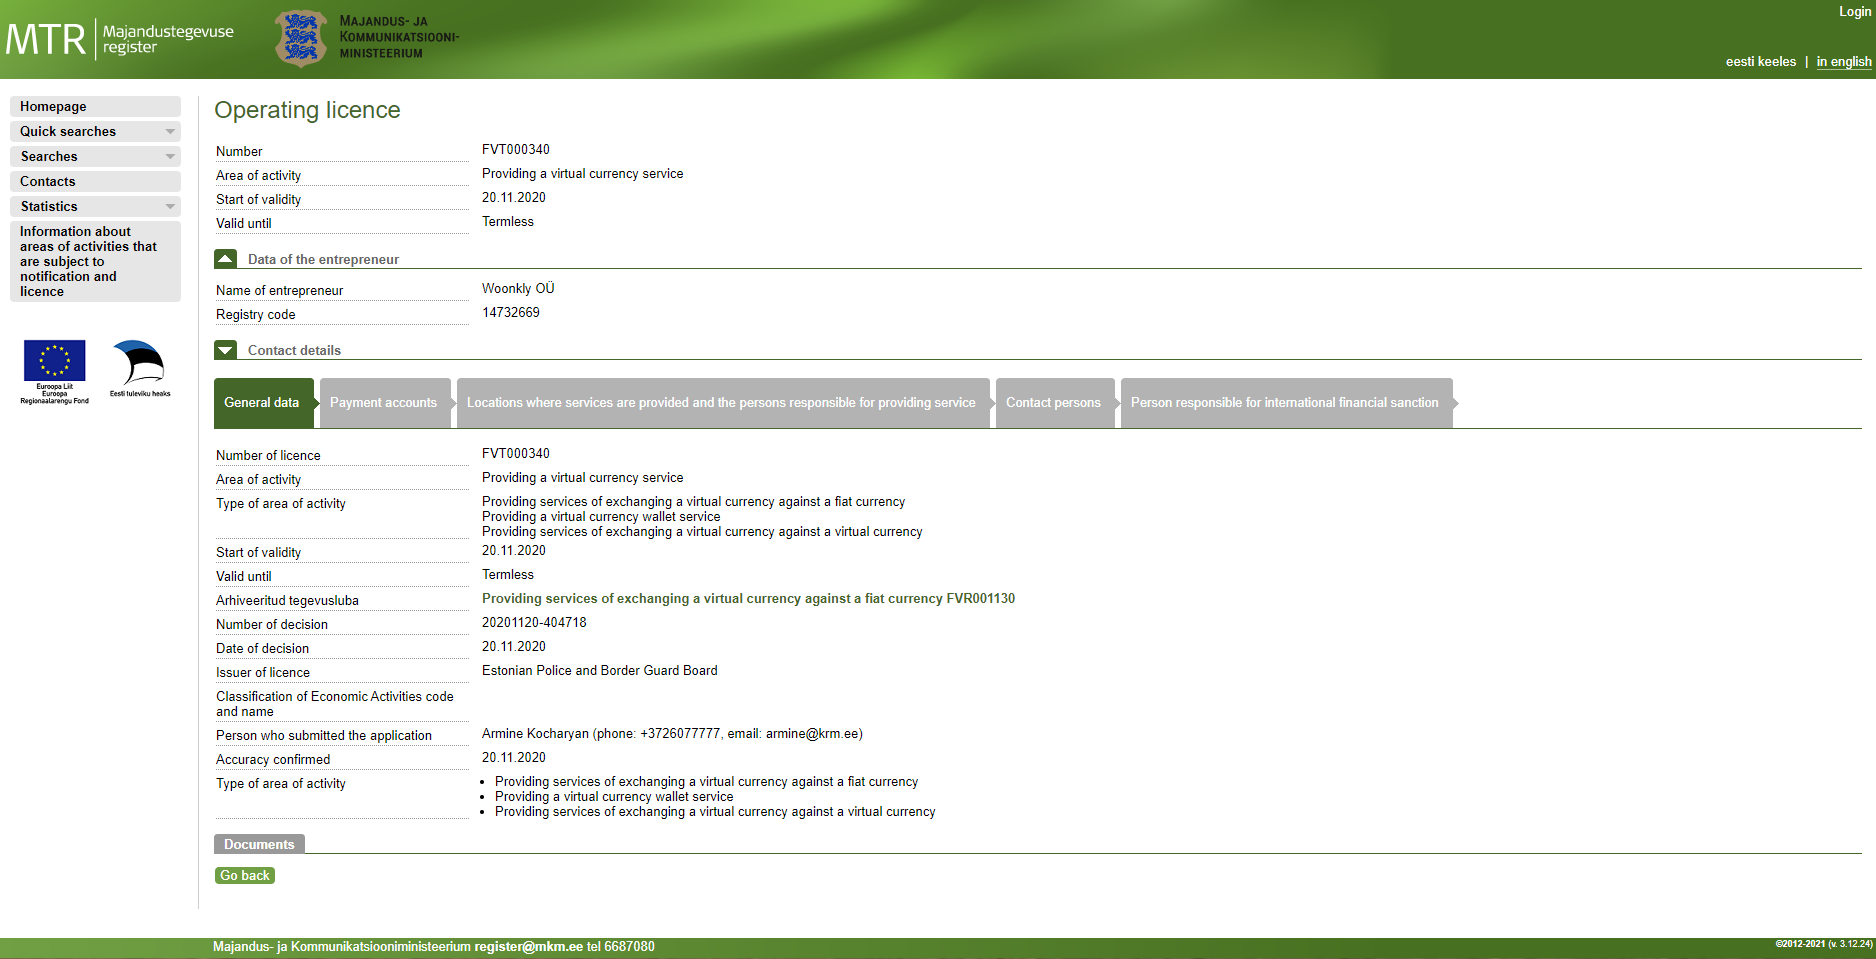 MTR
Majandustegevuse
register
MAJANDUS- JA
KOMMUNIKATSIOONI-
MINISTEERIUM
Login
eesti keeles | in english
Homepage
Quick searches
Searches
Contacts
Statistics
Information about
areas of activities that
are subject to
notification and
licence
Euroopa Liit
Euroopa
Regionaalarengu Fond
Eesti tuleviku heaks
Operating licence
Number FVT000340
Area of activity Providing a virtual currency service
Start of validity 20.11.2020
Valid until Termless
Data of the entrepreneur
Name of entrepreneur Woonkly OÜ
Registry code 14732669
Contact details
General data Payment accounts Locations where services are provided and the persons responsible for providing service Contact persons Person responsible for international financial sanction
Number of licence FVT000340
Area of activity Providing a virtual currency service
Type of area of activity Providing services of exchanging a virtual currency against a fiat currency
Providing a virtual currency wallet service
Providing services of exchanging a virtual currency against a virtual currency
Start of validity 20.11.2020
Valid until Termless
Arhiveeritud tegevusluba Providing services of exchanging a virtual currency against a fiat currency FVR001130
Number of decision 20201120-404718
Date of decision 20.11.2020
Issuer of licence Estonian Police and Border Guard Board
Classification of Economic Activities code
and name
Person who submitted the application Armine Kocharyan (phone: +3726077777, email: armine@krm.ee)
Accuracy confirmed 20.11.2020
Type of area of activity • Providing services of exchanging a virtual currency against a fiat currency
• Providing a virtual currency wallet service
• Providing services of exchanging a virtual currency against a virtual currency
Documents
Go back
Majandus- ja Kommunikatsiooniministeerium register@mkm.ee tel 6687080
©2012-2021 (v. 3.12.24)